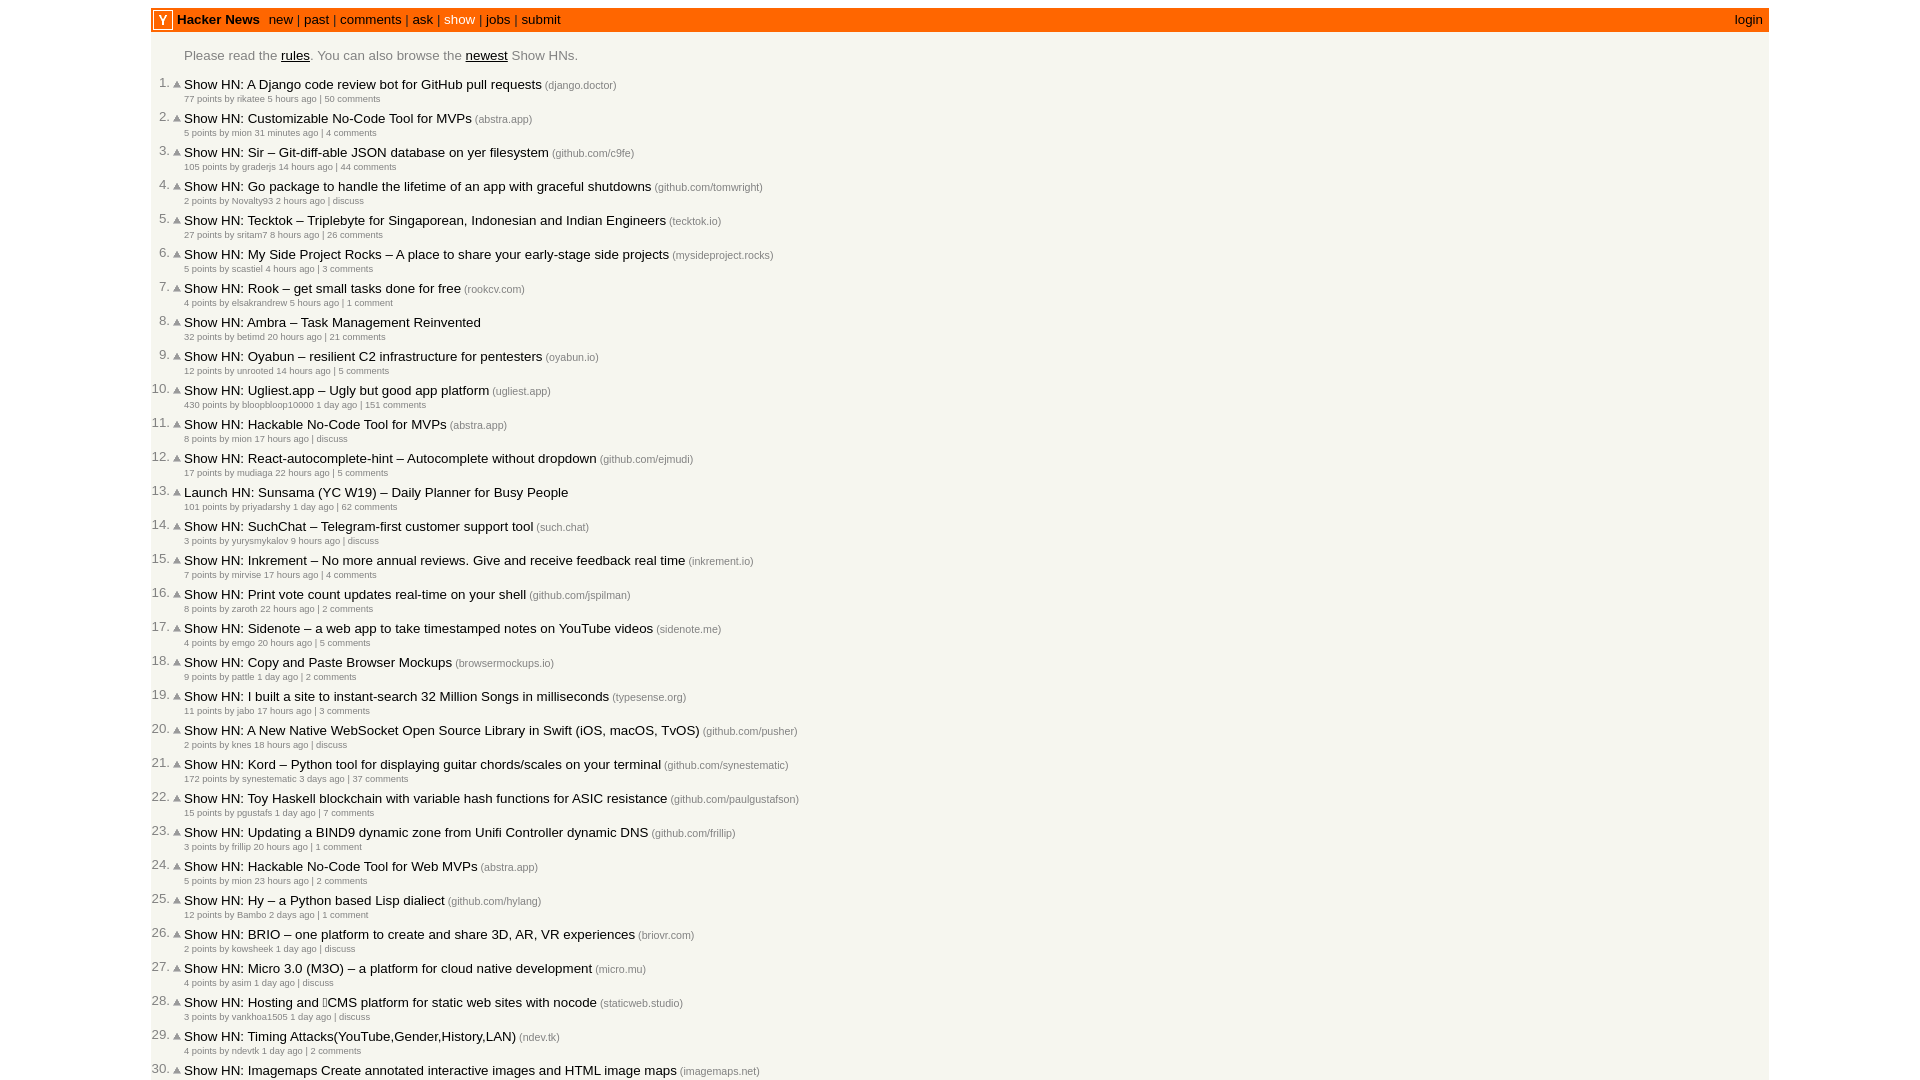 Y Hacker News new | past | comments | ask | show | jobs | submit login
Please read the rules. You can also browse the newest Show HNs.
1. Show HN: A Django code review bot for GitHub pull requests (django.doctor)
77 points by rikatee 5 hours ago | 50 comments
2. Show HN: Customizable No-Code Tool for MVPs (abstra.app)
5 points by mion 31 minutes ago | 4 comments
3. Show HN: Sir – Git-diff-able JSON database on yer filesystem (github.com/c9fe)
105 points by graderjs 14 hours ago | 44 comments
4. Show HN: Go package to handle the lifetime of an app with graceful shutdowns (github.com/tomwright)
2 points by Novalty93 2 hours ago | discuss
5. Show HN: Tecktok – Triplebyte for Singaporean, Indonesian and Indian Engineers (tecktok.io)
27 points by sritam7 8 hours ago | 26 comments
6. Show HN: My Side Project Rocks – A place to share your early-stage side projects (mysideproject.rocks)
5 points by scastiel 4 hours ago | 3 comments
7. Show HN: Rook – get small tasks done for free (rookcv.com)
4 points by elsakrandrew 5 hours ago | 1 comment
8. Show HN: Ambra – Task Management Reinvented
32 points by betimd 20 hours ago | 21 comments
9. Show HN: Oyabun – resilient C2 infrastructure for pentesters (oyabun.io)
12 points by unrooted 14 hours ago | 5 comments
10. Show HN: Ugliest.app – Ugly but good app platform (ugliest.app)
430 points by bloopbloop10000 1 day ago | 151 comments
11. Show HN: Hackable No-Code Tool for MVPs (abstra.app)
8 points by mion 17 hours ago | discuss
12. Show HN: React-autocomplete-hint – Autocomplete without dropdown (github.com/ejmudi)
17 points by mudiaga 22 hours ago | 5 comments
13. Launch HN: Sunsama (YC W19) – Daily Planner for Busy People
101 points by priyadarshy 1 day ago | 62 comments
14. Show HN: SuchChat – Telegram-first customer support tool (such.chat)
3 points by yurysmykalov 9 hours ago | discuss
15. Show HN: Inkrement – No more annual reviews. Give and receive feedback real time (inkrement.io)
7 points by mirvise 17 hours ago | 4 comments
16. Show HN: Print vote count updates real-time on your shell (github.com/jspilman)
8 points by zaroth 22 hours ago | 2 comments
17. Show HN: Sidenote – a web app to take timestamped notes on YouTube videos (sidenote.me)
4 points by emgo 20 hours ago | 5 comments
18. Show HN: Copy and Paste Browser Mockups (browsermockups.io)
9 points by pattle 1 day ago | 2 comments
19. Show HN: I built a site to instant-search 32 Million Songs in milliseconds (typesense.org)
11 points by jabo 17 hours ago | 3 comments
20. Show HN: A New Native WebSocket Open Source Library in Swift (iOS, macOS, TvOS) (github.com/pusher)
2 points by knes 18 hours ago | discuss
21. Show HN: Kord – Python tool for displaying guitar chords/scales on your terminal (github.com/synestematic)
172 points by synestematic 3 days ago | 37 comments
22. Show HN: Toy Haskell blockchain with variable hash functions for ASIC resistance (github.com/paulgustafson)
15 points by pgustafs 1 day ago | 7 comments
23. Show HN: Updating a BIND9 dynamic zone from Unifi Controller dynamic DNS (github.com/frillip)
3 points by frillip 20 hours ago | 1 comment
24. Show HN: Hackable No-Code Tool for Web MVPs (abstra.app)
5 points by mion 23 hours ago | 2 comments
25. Show HN: Hy – a Python based Lisp dialiect (github.com/hylang)
12 points by Bambo 2 days ago | 1 comment
26. Show HN: BRIO – one platform to create and share 3D, AR, VR experiences (briovr.com)
2 points by kowsheek 1 day ago | discuss
27. Show HN: Micro 3.0 (M3O) – a platform for cloud native development (micro.mu)
4 points by asim 1 day ago | discuss
28. Show HN: Hosting and CMS platform for static web sites with nocode (staticweb.studio)
3 points by vankhoa1505 1 day ago | discuss
29. Show HN: Timing Attacks(YouTube,Gender,History,LAN) (ndev.tk)
4 points by ndevtk 1 day ago | 2 comments
30. Show HN: Imagemaps Create annotated interactive images and HTML image maps (imagemaps.net)